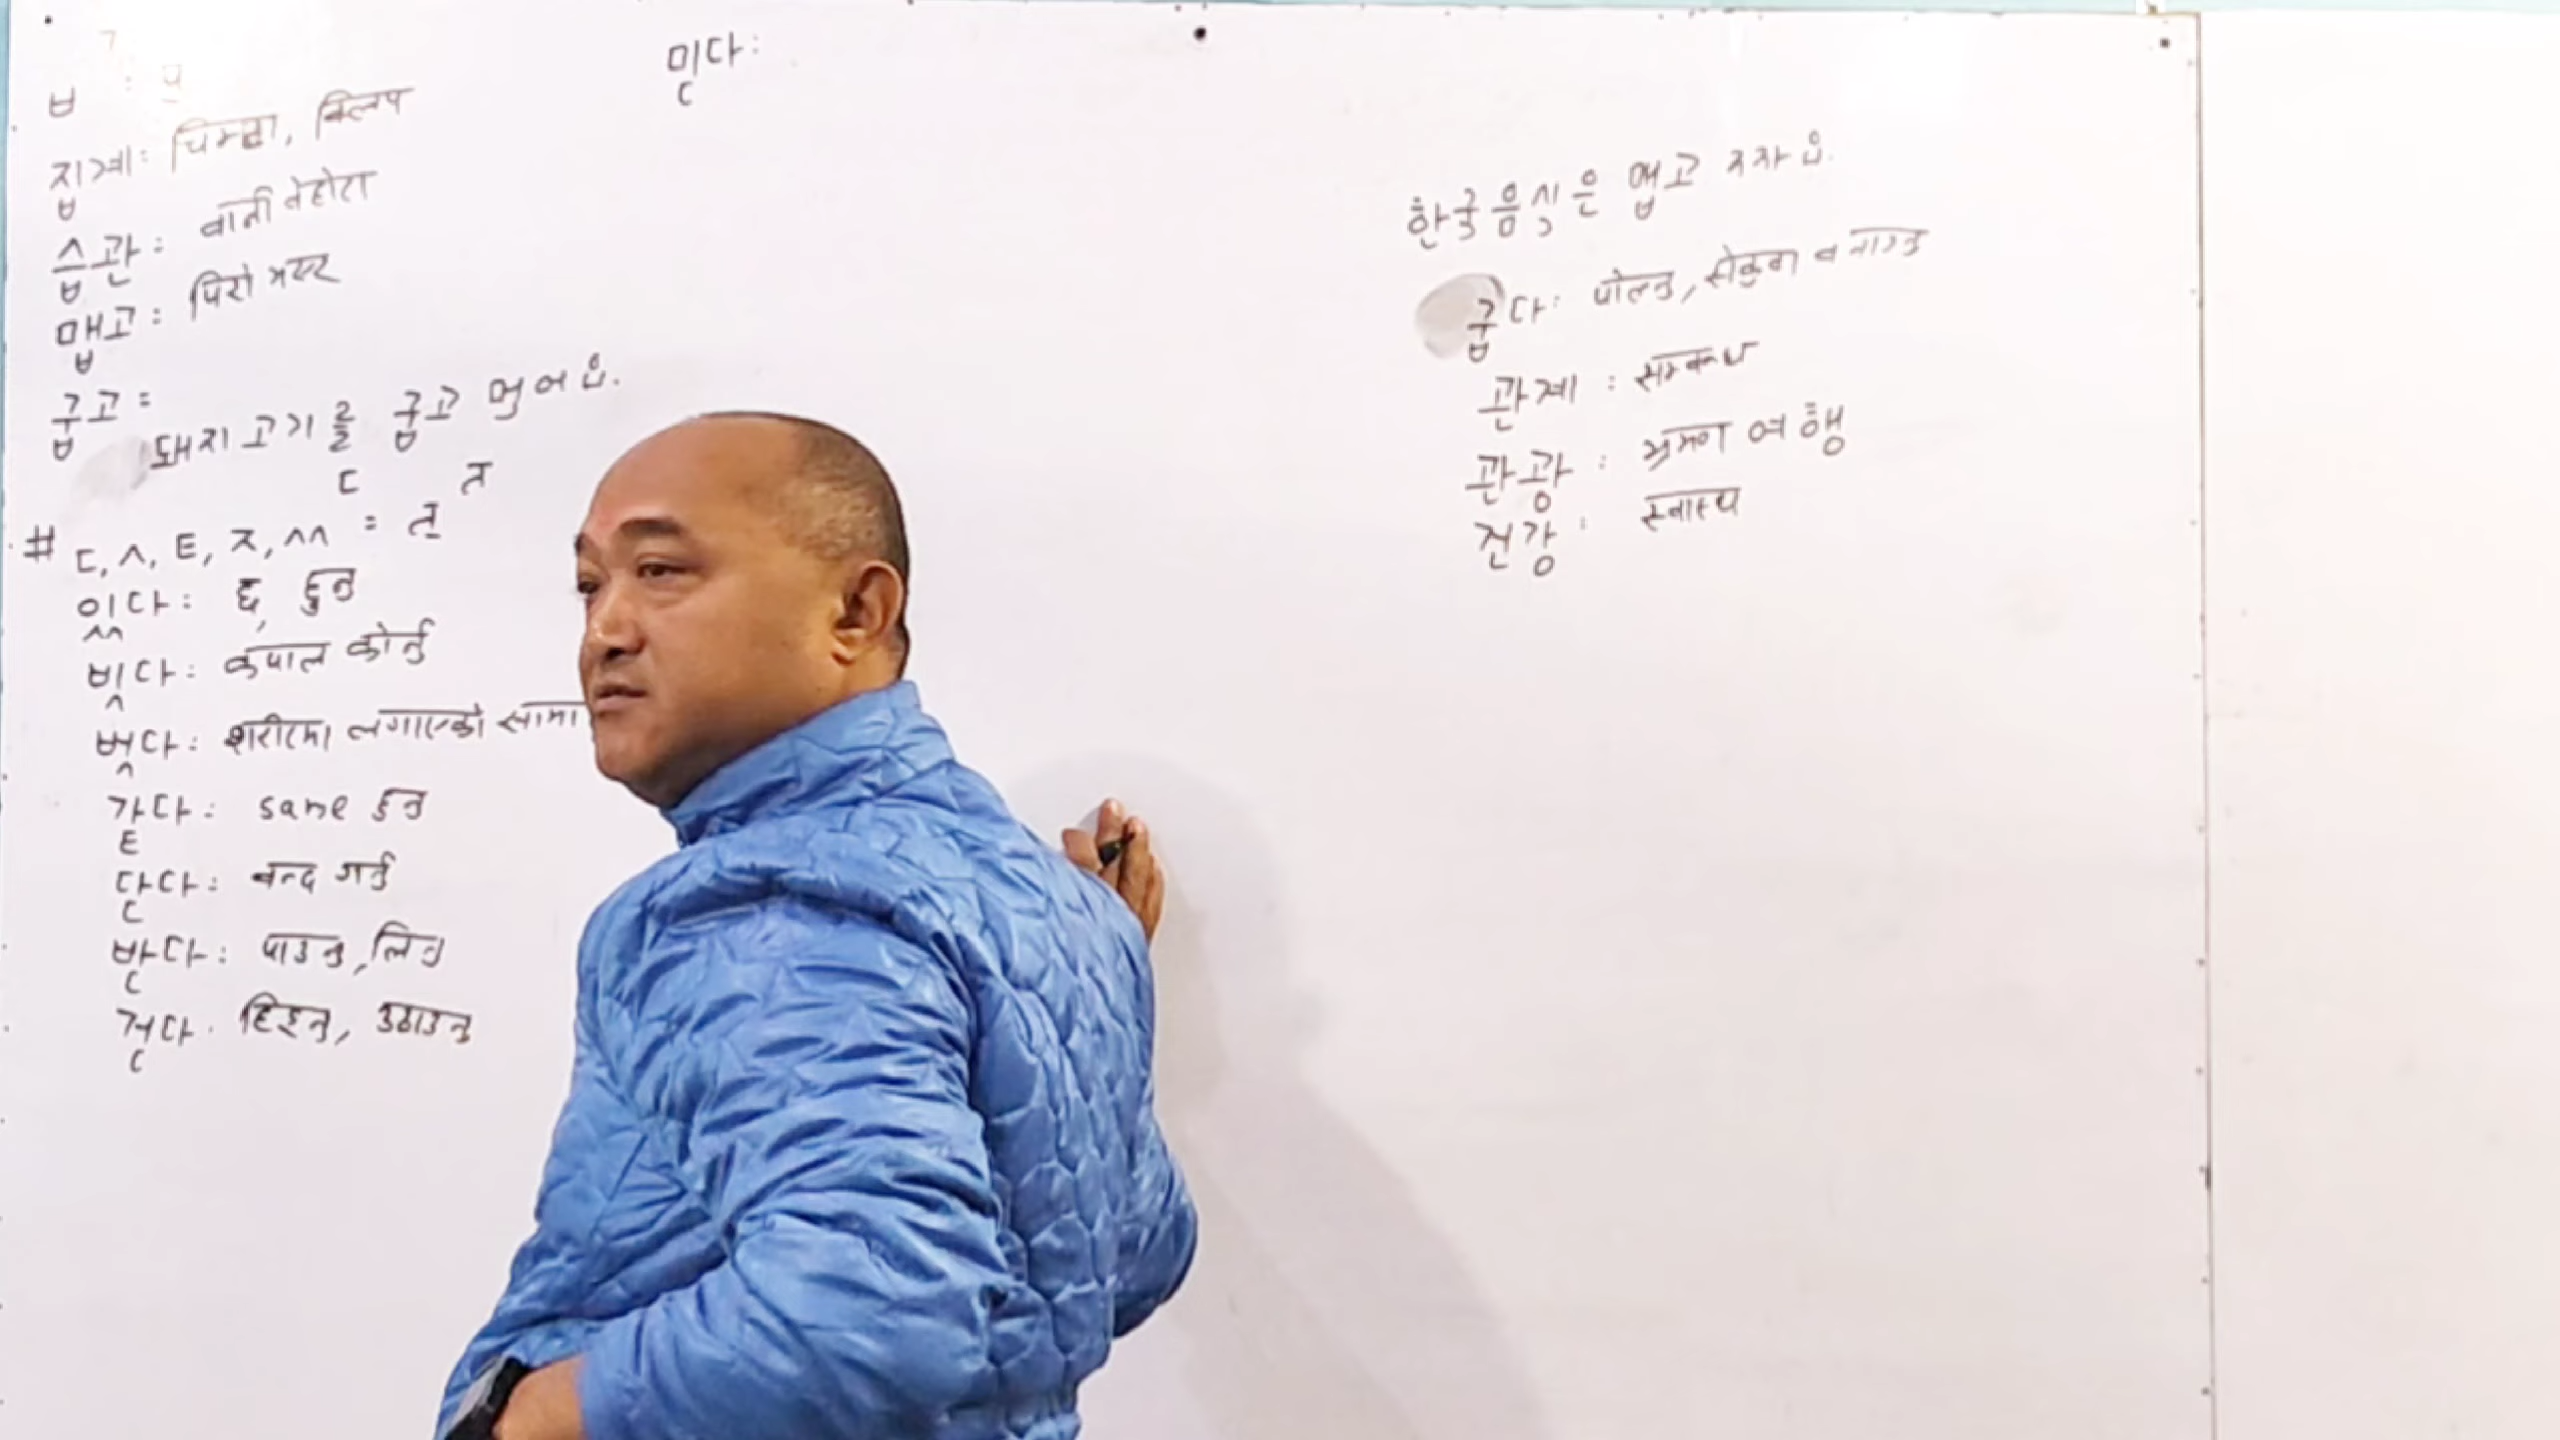 ㅂ
집게: चिम्टा, क्लिप
습관: बानी बेहोरा
맵고: पिरो भएर
굽고:
돼지고기를 굽고 먹어요.
ㄷ त
# ㄷ, ㅅ, ㅌ, ㅈ, ㅆ = त्
있다: छ, हुनु
빗다: कपाल कोर्नु
벗다: शरीरमा लगाएको सामा
같다: same हुनु
닫다: बन्द गर्नु
받다: पाउनु, लिनु
걷다. हिड्नु, उठाउनु
믿다:
한국음식은 맵고 짜요.
굽다: पोल्नु, सेकुवा
관계: सम्बन्ध
관광: भ्रमण 여행
건강: स्वास्थ्य